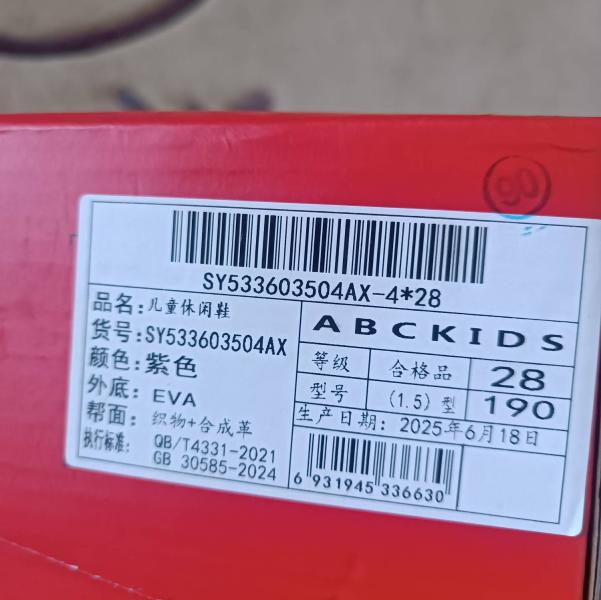 90
SY533603504AX-4*28
品名:儿童休闲鞋
货号:SY533603504AX
颜色:紫色
外底:EVA
帮面:织物+合成革
执行标准:QB/T4331-2021
GB 30585-2024
ABCKIDS
等级 合格品 28
型号 (1.5)型 190
生产日期:2025年6月18日
6 931945 336630